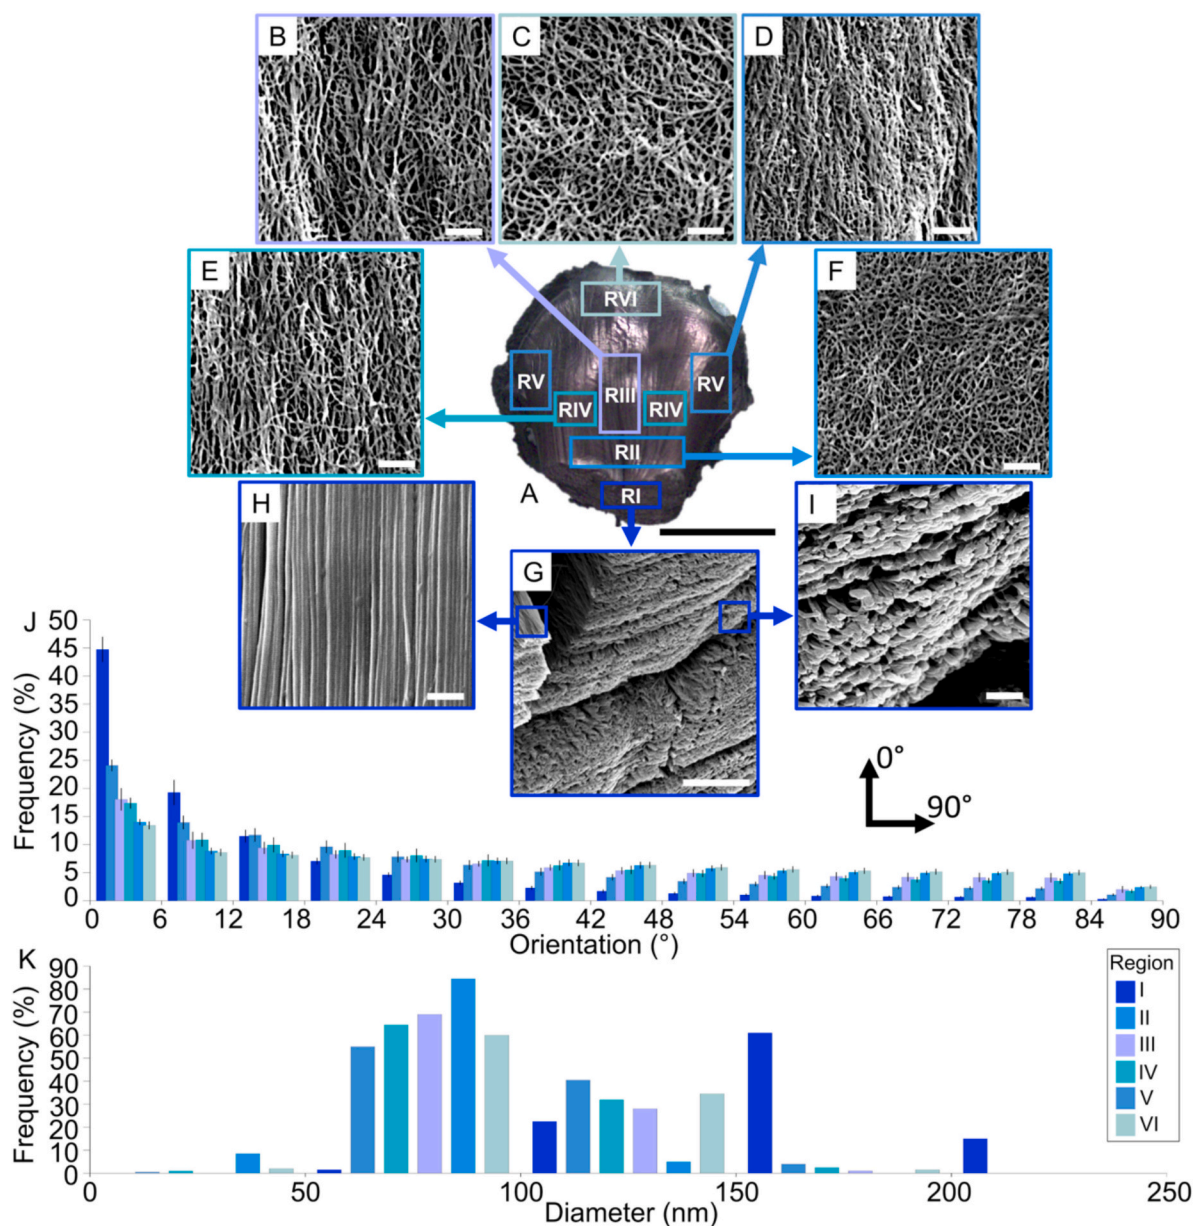 B
C
D
E
F
RVI
RV
RIII
RV
RIV
RIV
RII
A
RI
H
G
I
0°
90°
J
Frequency (%)
50
45
40
35
30
25
20
15
10
5
0
0 6 12 18 24 30 36 42 48 54 60 66 72 78 84 90
Orientation (°)
K
Frequency (%)
90
80
70
60
50
40
30
20
10
0
0 50 100 150 200 250
Diameter (nm)
Region
I
II
III
IV
V
VI